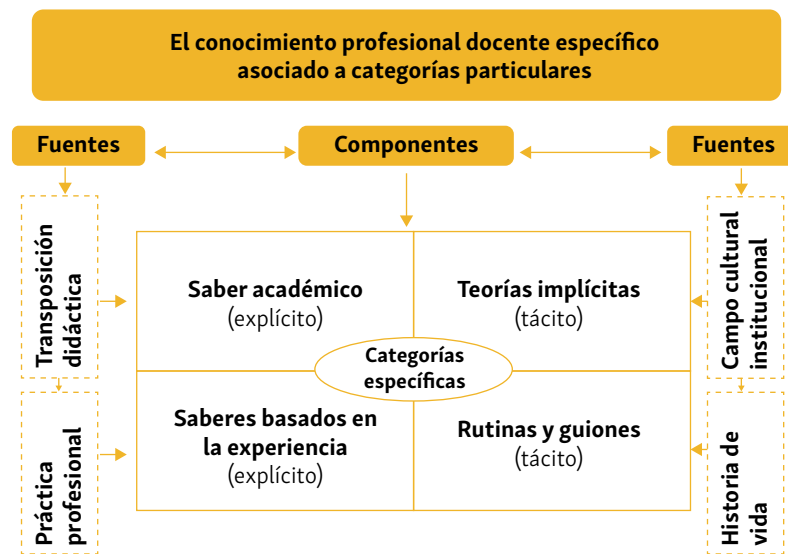 El conocimiento profesional docente específico
asociado a categorías particulares
Fuentes
Componentes
Fuentes
Transposición
didáctica
Saber académico
(explícito)
Teorías implícitas
(tácito)
Campo cultural
institucional
Categorías
específicas
Práctica
profesional
Saberes basados en
la experiencia
(explícito)
Rutinas y guiones
(tácito)
Historia de
vida